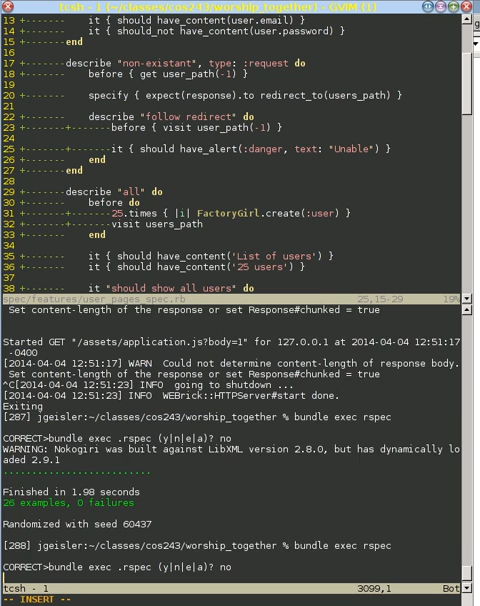 tcsh - 1 (~/classes/cos243/worship_together) - GVIM (1)
13 +-------    it { should have_content(user.email) }
14 +-------    it { should_not have_content(user.password) }
15 -------end
16
17 +-------describe "non-existant", type: :request do
18 +-------    before { get user_path(-1) }
19
20 +-------    specify { expect(response).to redirect_to(users_path) }
21
22 +-------    describe "follow redirect" do
23 +-------+-------before { visit user_path(-1) }
24
25 +-------+-------it { should have_alert(:danger, text: "Unable") }
26 +-------    end
27 +-------end
28
29 +-------describe "all" do
30 +-------    before do
31 +-------+-------25.times { |i| FactoryGirl.create(:user) }
32 +-------+-------visit users_path
33 +-------    end
34
35 +-------    it { should have_content('List of users') }
36 +-------    it { should have_content('25 users') }
37
38 +-------    it "should show all users" do
spec/features/user_pages_spec.rb 25,15-29 19%
Set content-length of the response or set Response#chunked = true
Started GET "/assets/application.js?body=1" for 127.0.0.1 at 2014-04-04 12:51:17
-0400
[2014-04-04 12:51:17] WARN  Could not determine content-length of response body.
Set content-length of the response or set Response#chunked = true
^C[2014-04-04 12:51:23] INFO  going to shutdown ...
[2014-04-04 12:51:23] INFO  WEBrick::HTTPServer#start done.
Exiting
[287] jgeisler:~/classes/cos243/worship_together % bundle exec rspec
CORRECT>bundle exec .rspec (y|n|e|a)? no
WARNING: Nokogiri was built against LibXML version 2.8.0, but has dynamically lo
aded 2.9.1
..........................
Finished in 1.98 seconds
26 examples, 0 failures
Randomized with seed 60437
[288] jgeisler:~/classes/cos243/worship_together % bundle exec rspec
CORRECT>bundle exec .rspec (y|n|e|a)? no
tcsh - 1 3099,1 Bot
-- INSERT --